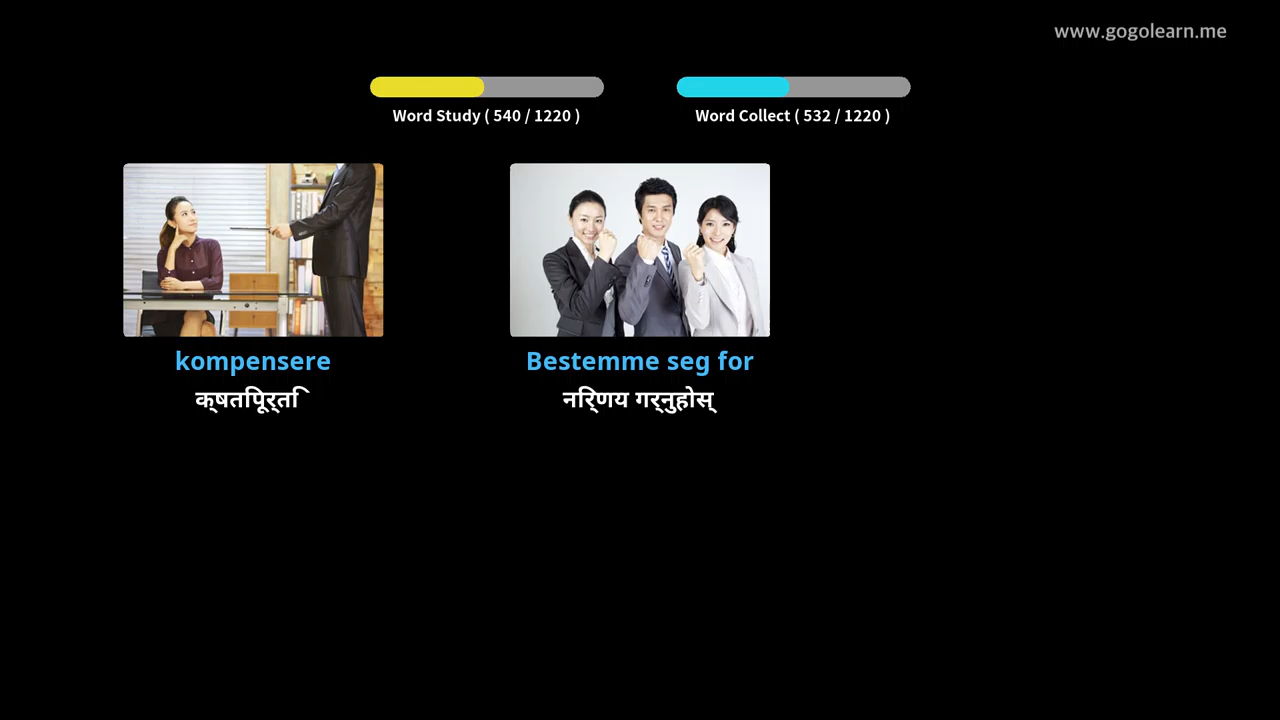 www.gogolearn.me
Word Study ( 540 / 1220 )
Word Collect ( 532 / 1220 )
kompensere
क्षतिपूर्ति
Bestemme seg for
निर्णय गर्नुहोस्